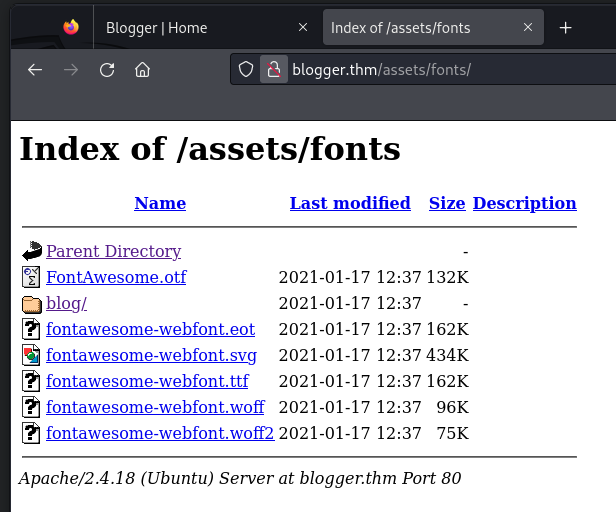 Blogger | Home
Index of /assets/fonts
blogger.thm/assets/fonts/
Index of /assets/fonts
Name Last modified Size Description
Parent Directory -
FontAwesome.otf 2021-01-17 12:37 132K
blog/ 2021-01-17 12:37 -
fontawesome-webfont.eot 2021-01-17 12:37 162K
fontawesome-webfont.svg 2021-01-17 12:37 434K
fontawesome-webfont.ttf 2021-01-17 12:37 162K
fontawesome-webfont.woff 2021-01-17 12:37 96K
fontawesome-webfont.woff2 2021-01-17 12:37 75K
Apache/2.4.18 (Ubuntu) Server at blogger.thm Port 80